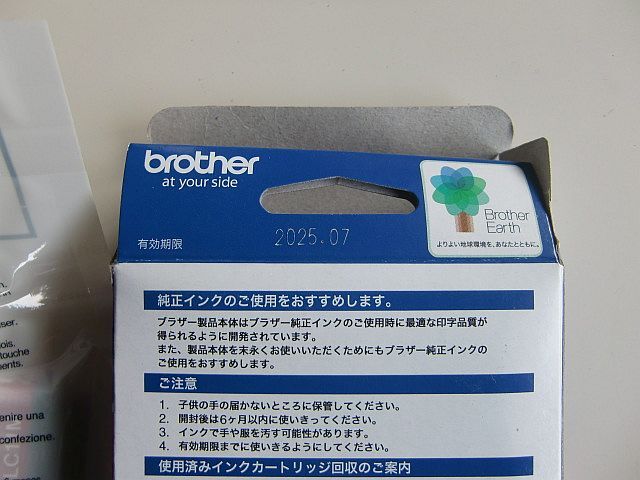 brother
at your side
有効期限
2025.07
Brother
Earth
よりよい地球環境を、あなたとともに。
純正インクのご使用をおすすめします。
ブラザー製品本体はブラザー純正インクのご使用時に最適な印字品質が
得られるように開発されています。
また、製品本体を末永くお使いいただくためにもブラザー純正インクの
ご使用をおすすめします。
ご注意
1. 子供の手の届かないところに保管してください。
2. 開封後は6ヶ月以内に使いきってください。
3. インクで手や服を汚す可能性があります。
4. 有効期限までに使いきるようにしてください。
使用済みインクカートリッジ回収のご案内
touche
ments.
enire una
confezione.